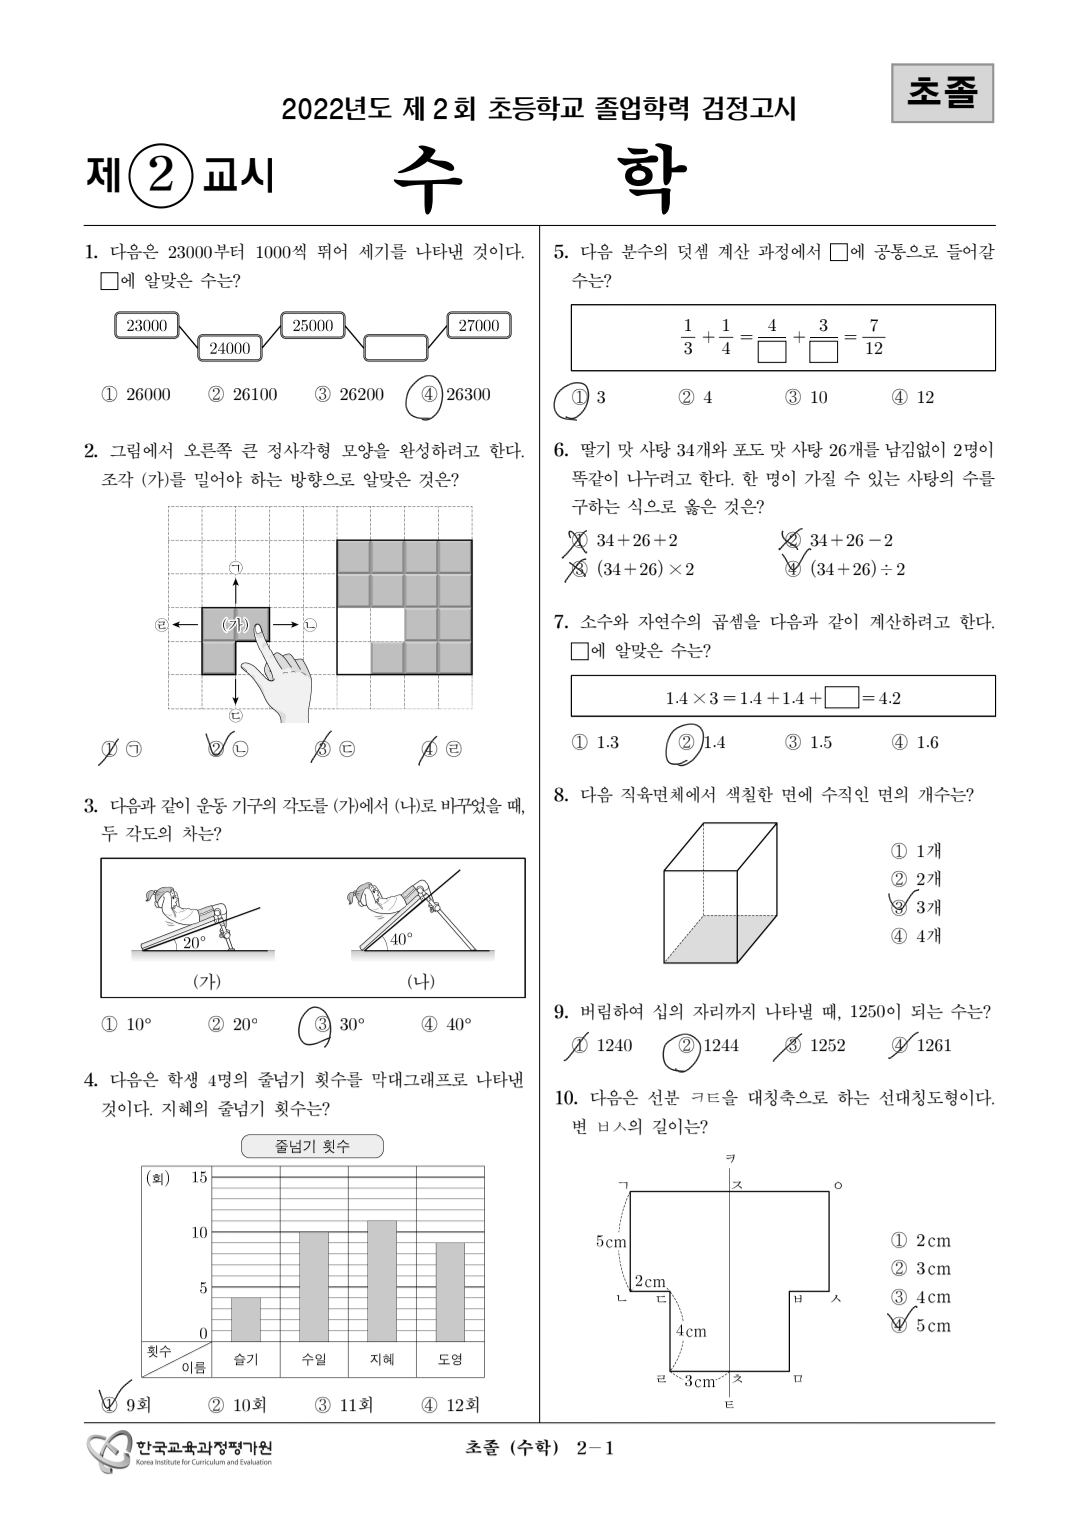 초졸
2022년도 제 2 회 초등학교 졸업학력 검정고시
제 ② 교시 수 학
1. 다음은 23000부터 1000씩 뛰어 세기를 나타낸 것이다.
□에 알맞은 수는?
23000 25000 27000
24000
① 26000 ② 26100 ③ 26200 ④ 26300
2. 그림에서 오른쪽 큰 정사각형 모양을 완성하려고 한다.
조각 (가)를 밀어야 하는 방향으로 알맞은 것은?
㉠
㉣ (가) ㉡
㉢
① ㉠ ② ㉡ ③ ㉢ ④ ㉣
3. 다음과 같이 운동 기구의 각도를 (가)에서 (나)로 바꾸었을 때,
두 각도의 차는?
20° 40°
(가) (나)
① 10° ② 20° ③ 30° ④ 40°
4. 다음은 학생 4명의 줄넘기 횟수를 막대그래프로 나타낸
것이다. 지혜의 줄넘기 횟수는?
줄넘기 횟수
(회) 15
10
5
0
횟수
이름 슬기 수일 지혜 도영
① 9회 ② 10회 ③ 11회 ④ 12회
5. 다음 분수의 덧셈 계산 과정에서 □에 공통으로 들어갈
수는?
1/3 + 1/4 = 4/□ + 3/□ = 7/12
① 3 ② 4 ③ 10 ④ 12
6. 딸기 맛 사탕 34개와 포도 맛 사탕 26개를 남김없이 2명이
똑같이 나누려고 한다. 한 명이 가질 수 있는 사탕의 수를
구하는 식으로 옳은 것은?
① 34+26+2 ② 34+26-2
③ (34+26)×2 ④ (34+26)÷2
7. 소수와 자연수의 곱셈을 다음과 같이 계산하려고 한다.
□에 알맞은 수는?
1.4×3=1.4+1.4+□=4.2
① 1.3 ② 1.4 ③ 1.5 ④ 1.6
8. 다음 직육면체에서 색칠한 면에 수직인 면의 개수는?
① 1개
② 2개
③ 3개
④ 4개
9. 버림하여 십의 자리까지 나타낼 때, 1250이 되는 수는?
① 1240 ② 1244 ③ 1252 ④ 1261
10. 다음은 선분 ㅋㅌ을 대칭축으로 하는 선대칭도형이다.
변 ㅂㅅ의 길이는?
ㅋ
ㄱ ㅈ ㅇ
5cm
2cm
ㄴ ㄷ ㅂ ㅅ
4cm
ㄹ 3cm ㅊ ㅁ
ㅌ
① 2cm
② 3cm
③ 4cm
④ 5cm
한국교육과정평가원
Korea Institute for Curriculum and Evaluation
초졸 (수학) 2-1